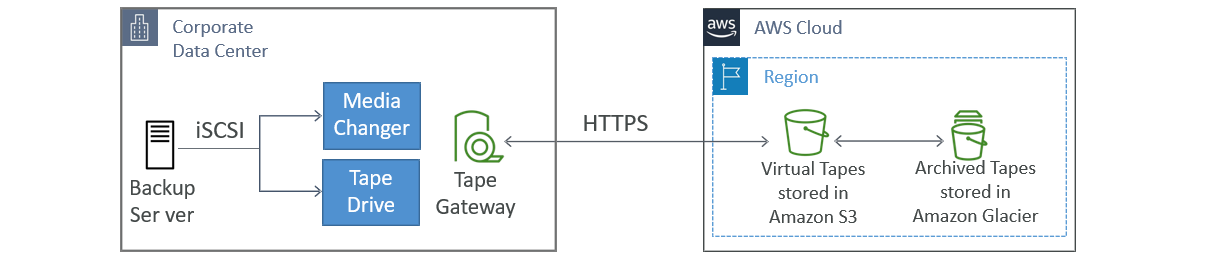 Corporate
Data Center
iSCSI
Backup
Ser ver
Media
Changer
Tape
Drive
Tape
Gateway
HTTPS
aws
AWS Cloud
Region
Virtual Tapes
stored in
Amazon S3
Archived Tapes
stored in
Amazon Glacier